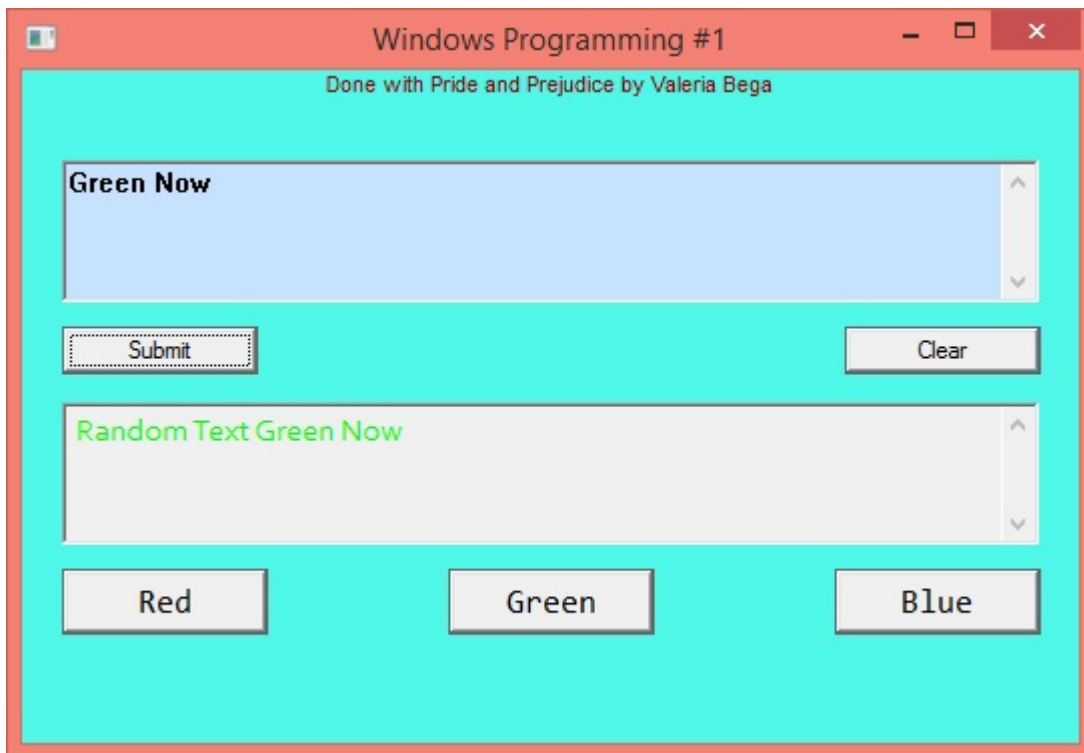 Windows Programming #1
Done with Pride and Prejudice by Valeria Bega
Green Now
Submit Clear
Random Text Green Now
Red Green Blue